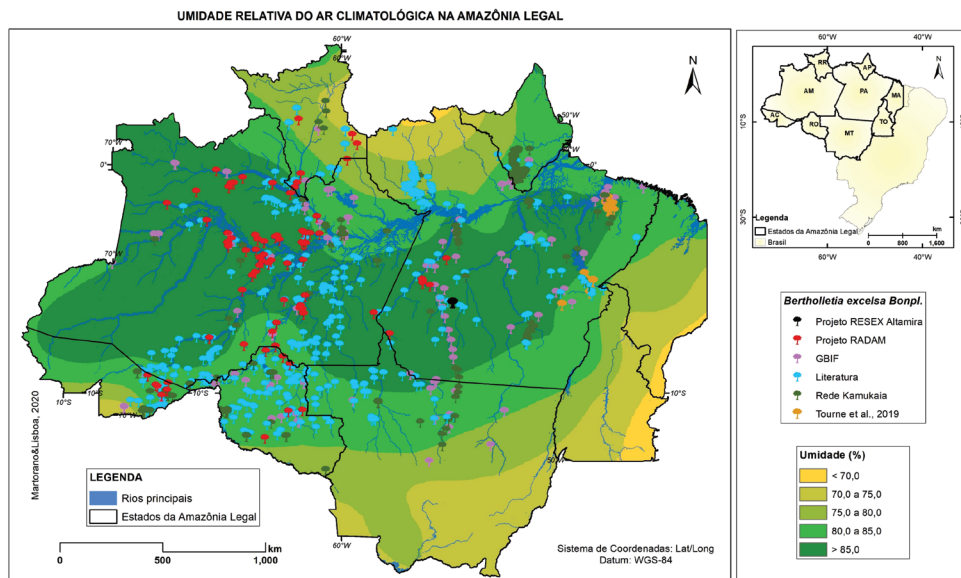 UMIDADE RELATIVA DO AR CLIMATOLÓGICA NA AMAZÔNIA LEGAL
60°W
60°W
N
50°W
50°W
70°W
0°
0°
70°W
10°S
10°S
70°W
10°S
10°S
50°W
60°W
Martorano&Lisboa, 2020
LEGENDA
Rios principais
Estados da Amazônia Legal
km
0 500 1,000
Sistema de Coordenadas: Lat/Long
Datum: WGS-84
60°W 40°W
N
RR
AP
AM
PA
MA
AC
RO
TO
MT
10°S
30°S
Legenda
Estados da Amazônia Legal
Brasil
km
0 800 1,600
60°W 40°W
Bertholletia excelsa Bonpl.
Projeto RESEX Altamira
Projeto RADAM
GBIF
Literatura
Rede Kamukaia
Tourne et al., 2019
Umidade (%)
< 70,0
70,0 a 75,0
75,0 a 80,0
80,0 a 85,0
> 85,0